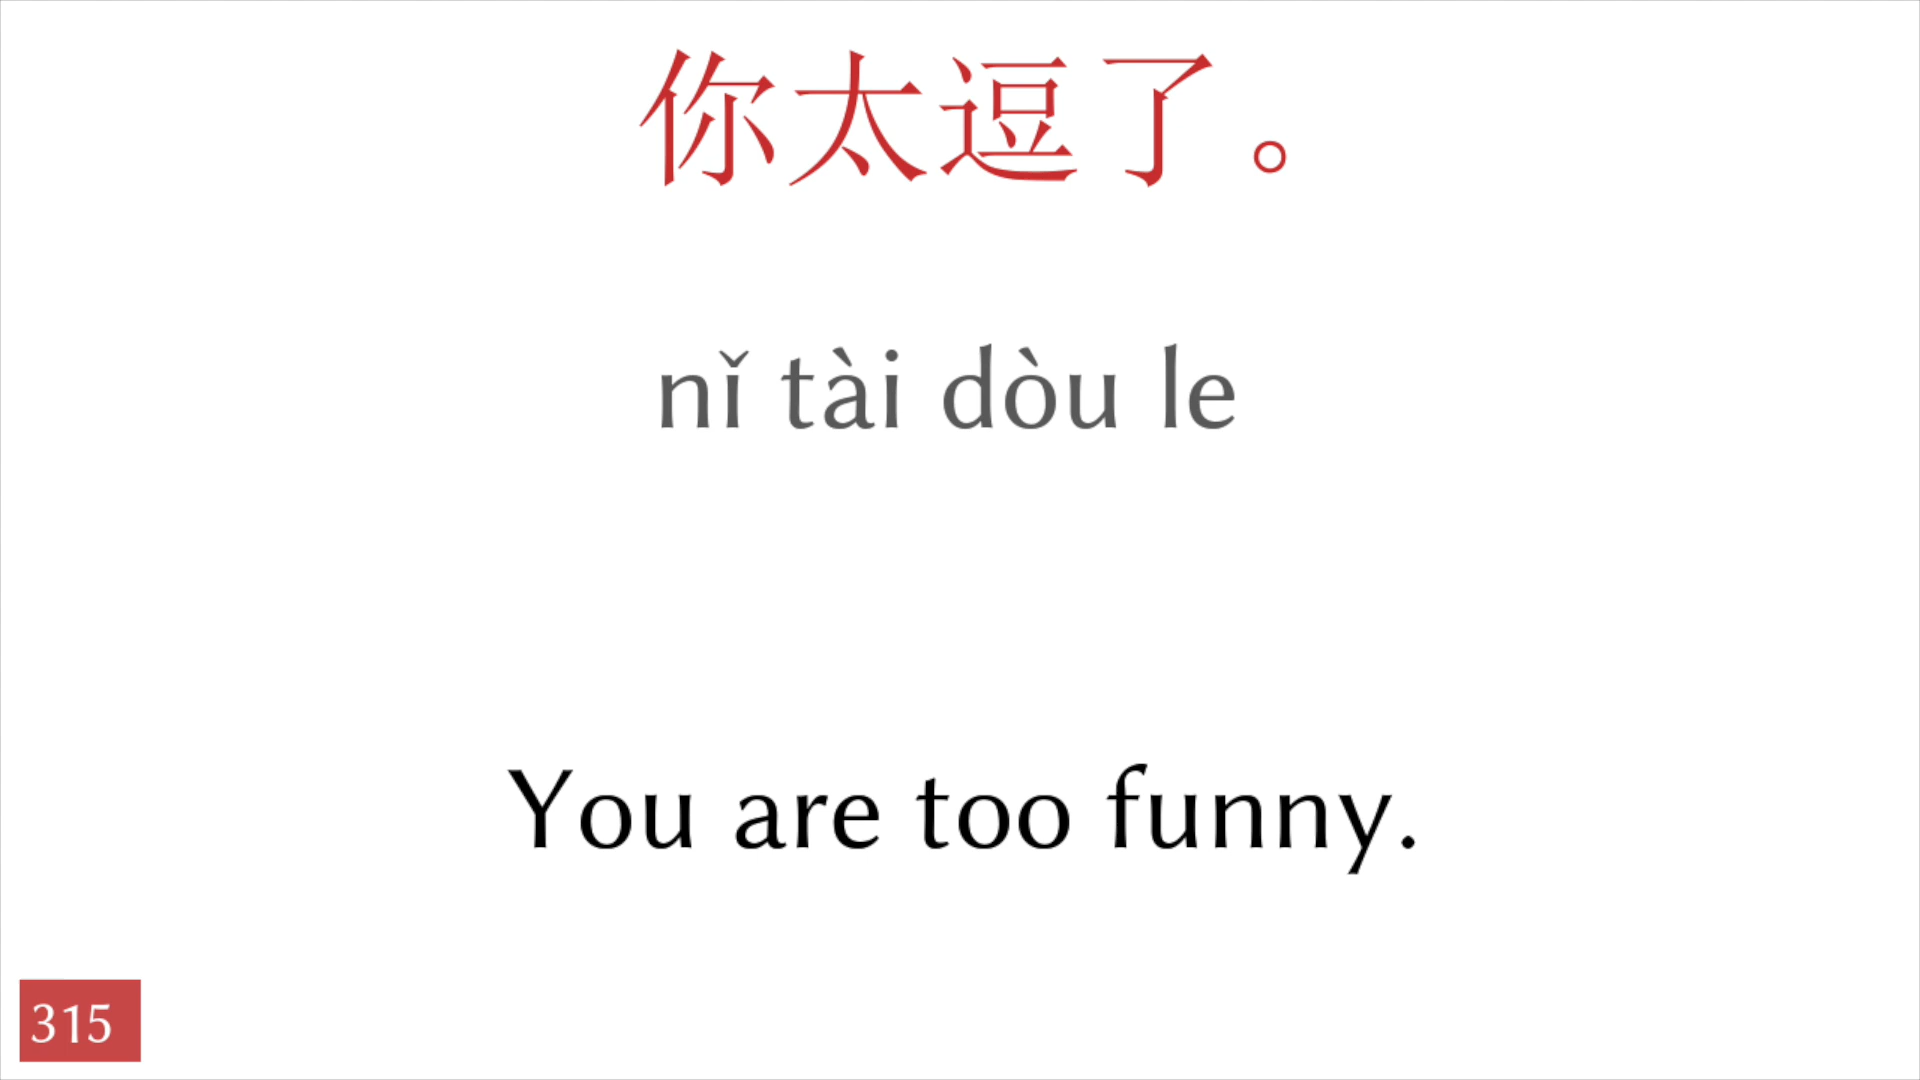 你太逗了。
nǐ tài dòu le
You are too funny.
315